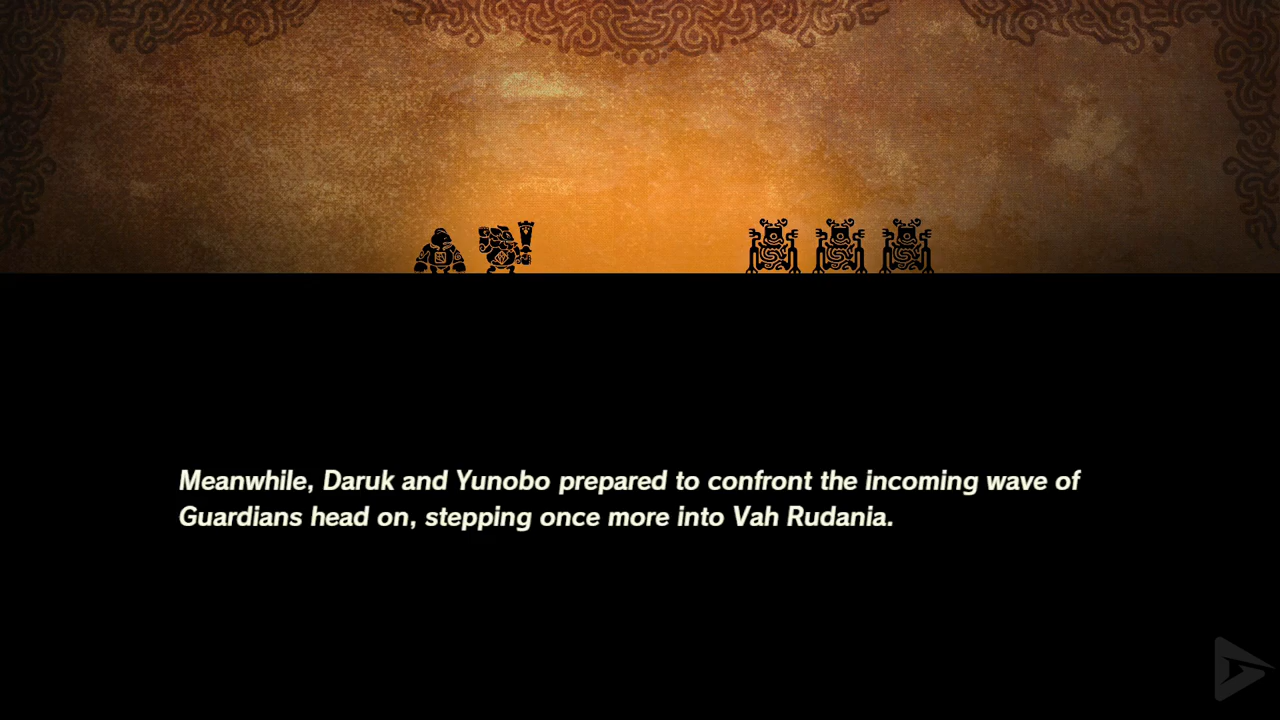 Meanwhile, Daruk and Yunobo prepared to confront the incoming wave of
Guardians head on, stepping once more into Vah Rudania.